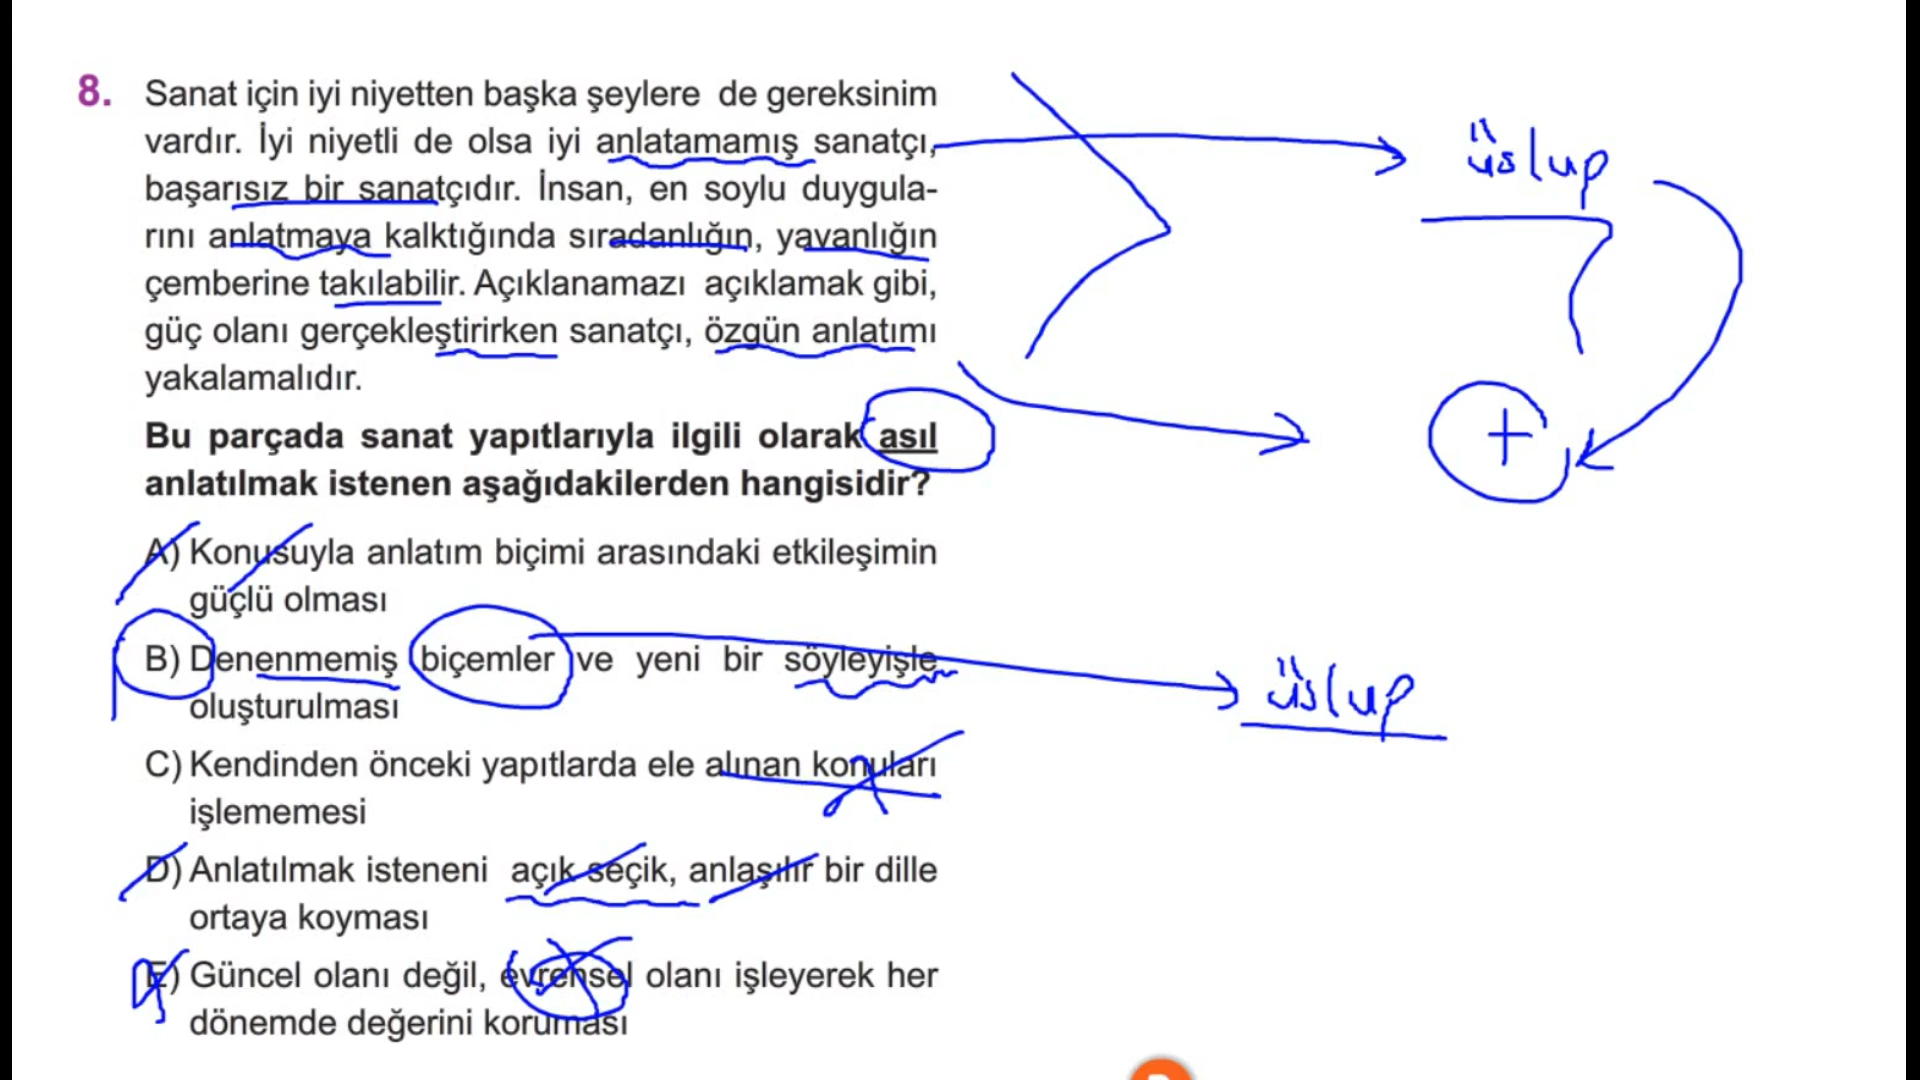 8. Sanat için iyi niyetten başka şeylere de gereksinim
vardır. İyi niyetli de olsa iyi anlatamamış sanatçı,
başarısız bir sanatçıdır. İnsan, en soylu duygula-
rını anlatmaya kalktığında sıradanlığın, yavanlığın
çemberine takılabilir. Açıklanamazı açıklamak gibi,
güç olanı gerçekleştirirken sanatçı, özgün anlatımı
yakalamalıdır.
Bu parçada sanat yapıtlarıyla ilgili olarak asıl
anlatılmak istenen aşağıdakilerden hangisidir?
A) Konusuyla anlatım biçimi arasındaki etkileşimin
güçlü olması
B) Denenmemiş biçemler ve yeni bir söyleyişle
oluşturulması
C) Kendinden önceki yapıtlarda ele alınan konuları
işlememesi
D) Anlatılmak isteneni açık seçik, anlaşılır bir dille
ortaya koyması
E) Güncel olanı değil, evrensel olanı işleyerek her
dönemde değerini koruması
üslup
+
üslup